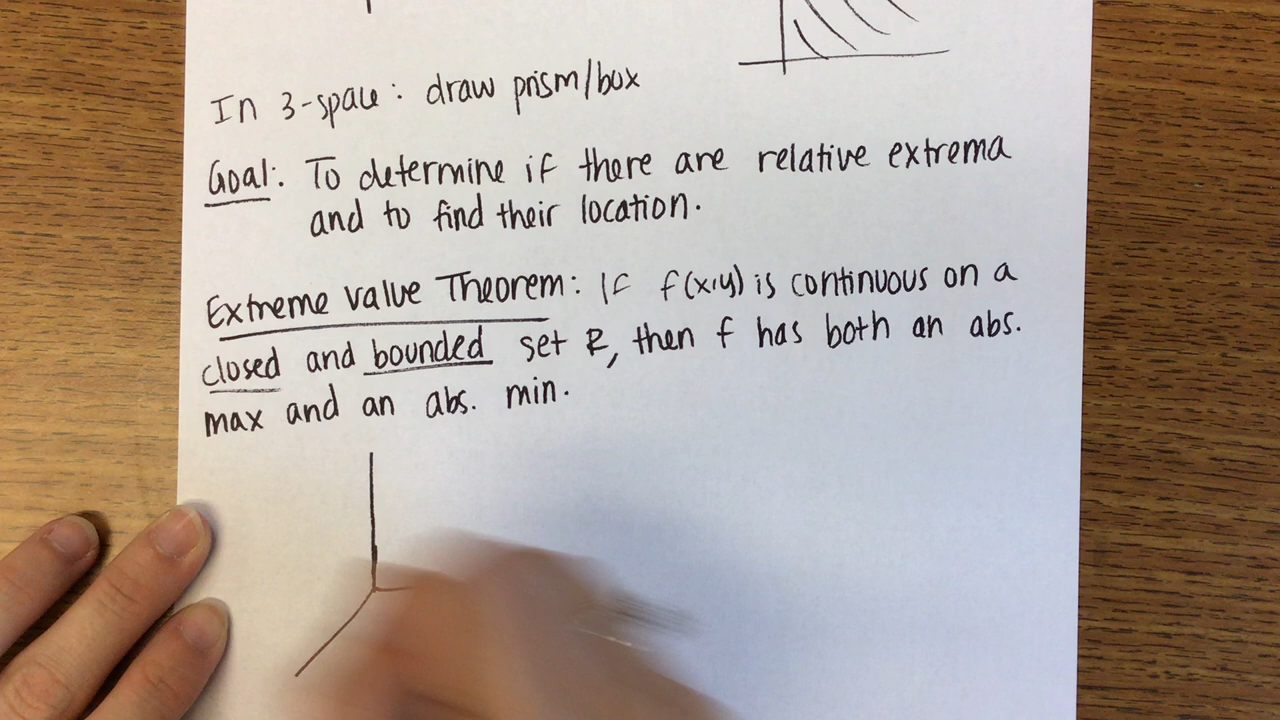 In 3-space: draw prism/box
Goal: To determine if there are relative extrema
and to find their location.
Extreme Value Theorem: If f(x,y) is continuous on a
closed and bounded set R, then f has both an abs.
max and an abs. min.